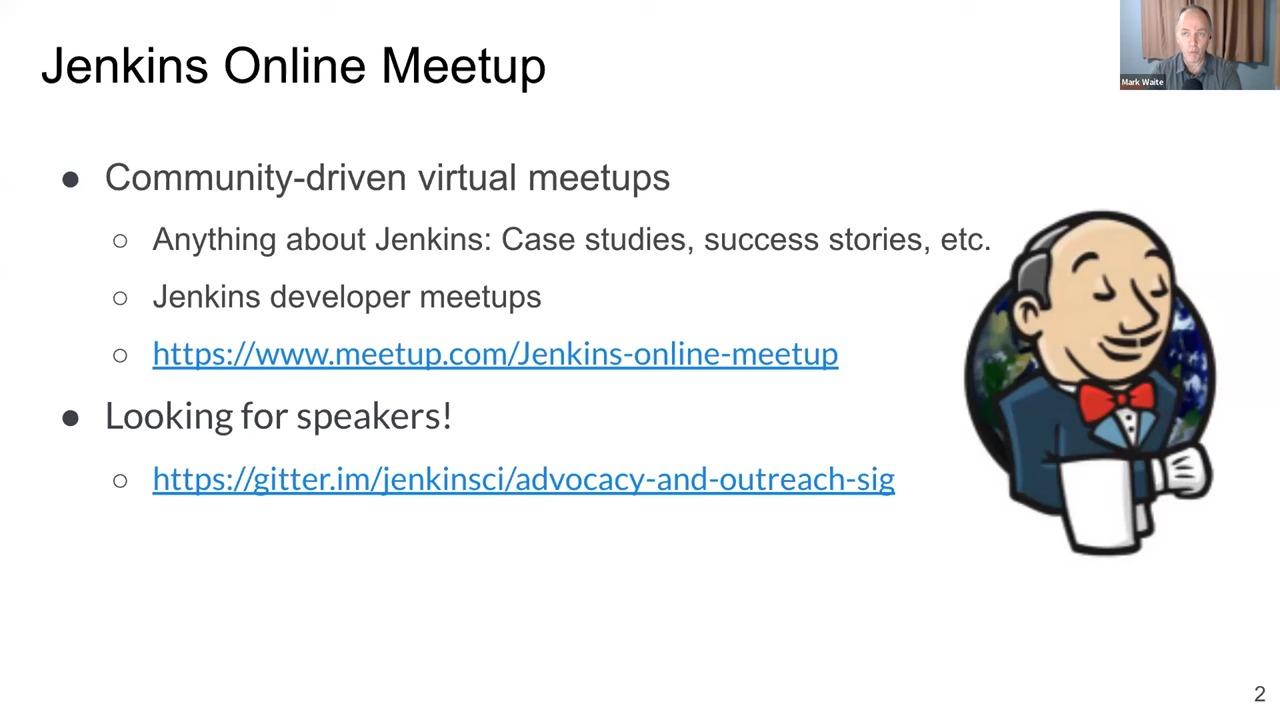 Jenkins Online Meetup
Mark Waite
● Community-driven virtual meetups
○ Anything about Jenkins: Case studies, success stories, etc.
○ Jenkins developer meetups
○ https://www.meetup.com/Jenkins-online-meetup
● Looking for speakers!
○ https://gitter.im/jenkinsci/advocacy-and-outreach-sig
2